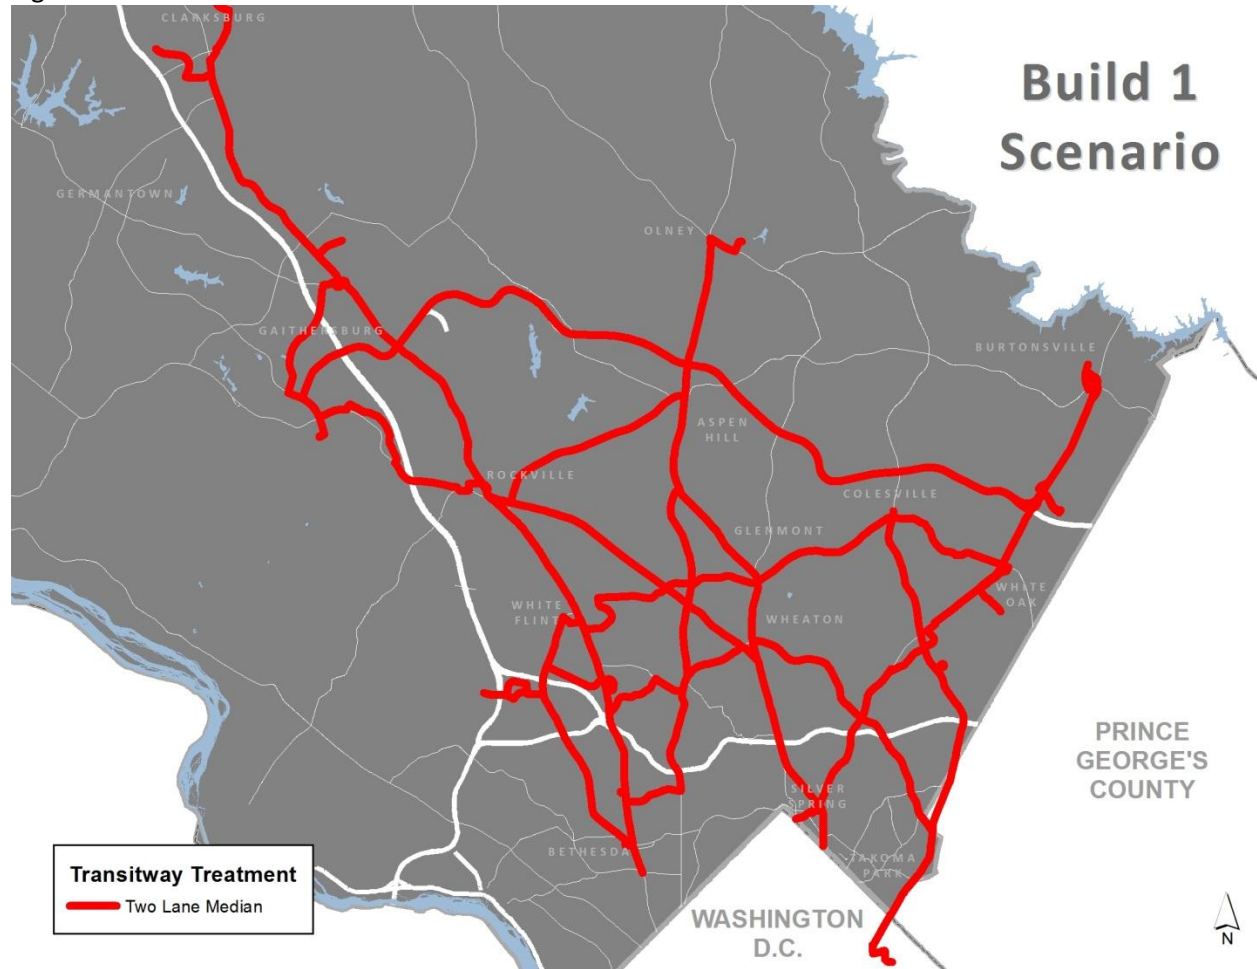 CLARKSBURG
Build 1
Scenario
GERMANTOWN
OLNEY
GAITHERSBURG
BURTONSVILLE
ASPEN
HILL
ROCKVILLE
COLESVILLE
GLENMONT
WHITE
OAK
WHITE
FLINT
WHEATON
PRINCE
GEORGE'S
COUNTY
SILVER
SPRING
BETHESDA
TAKOMA
PARK
Transitway Treatment
Two Lane Median
WASHINGTON
D.C.
N